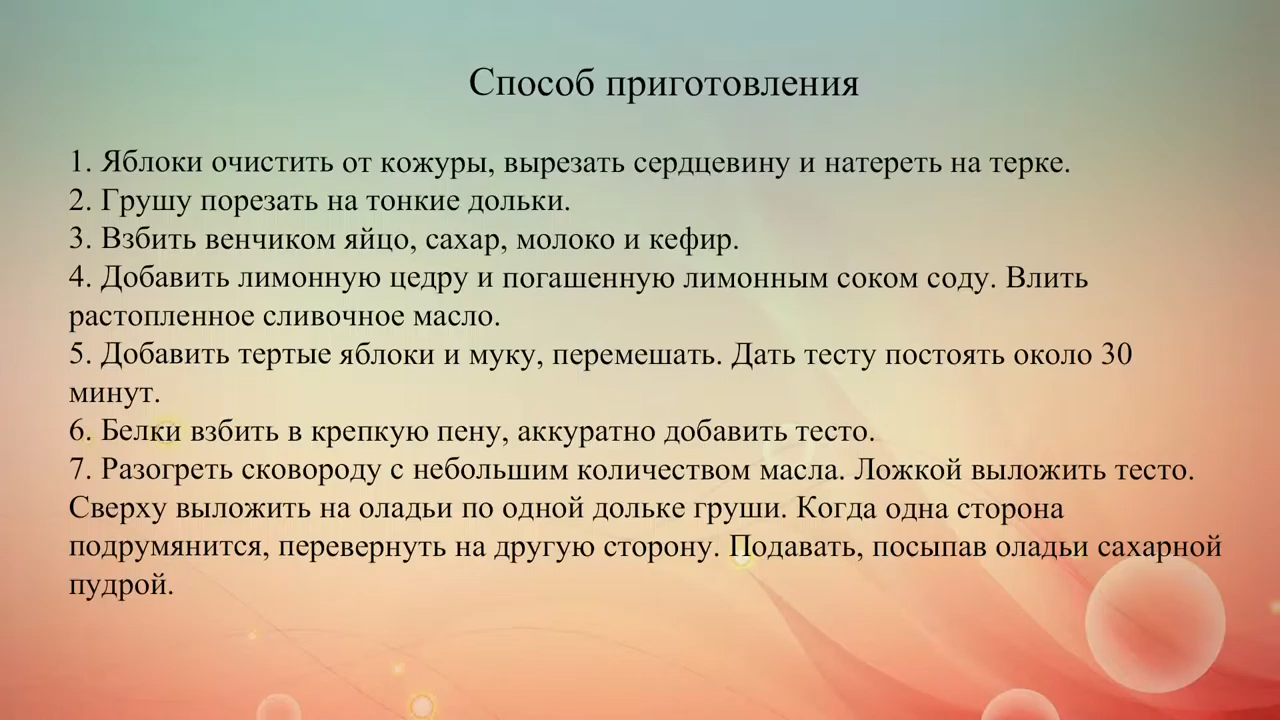 Способ приготовления
1. Яблоки очистить от кожуры, вырезать сердцевину и натереть на терке.
2. Грушу порезать на тонкие дольки.
3. Взбить венчиком яйцо, сахар, молоко и кефир.
4. Добавить лимонную цедру и погашенную лимонным соком соду. Влить
растопленное сливочное масло.
5. Добавить тертые яблоки и муку, перемешать. Дать тесту постоять около 30
минут.
6. Белки взбить в крепкую пену, аккуратно добавить тесто.
7. Разогреть сковороду с небольшим количеством масла. Ложкой выложить тесто.
Сверху выложить на оладьи по одной дольке груши. Когда одна сторона
подрумянится, перевернуть на другую сторону. Подавать, посыпав оладьи сахарной
пудрой.